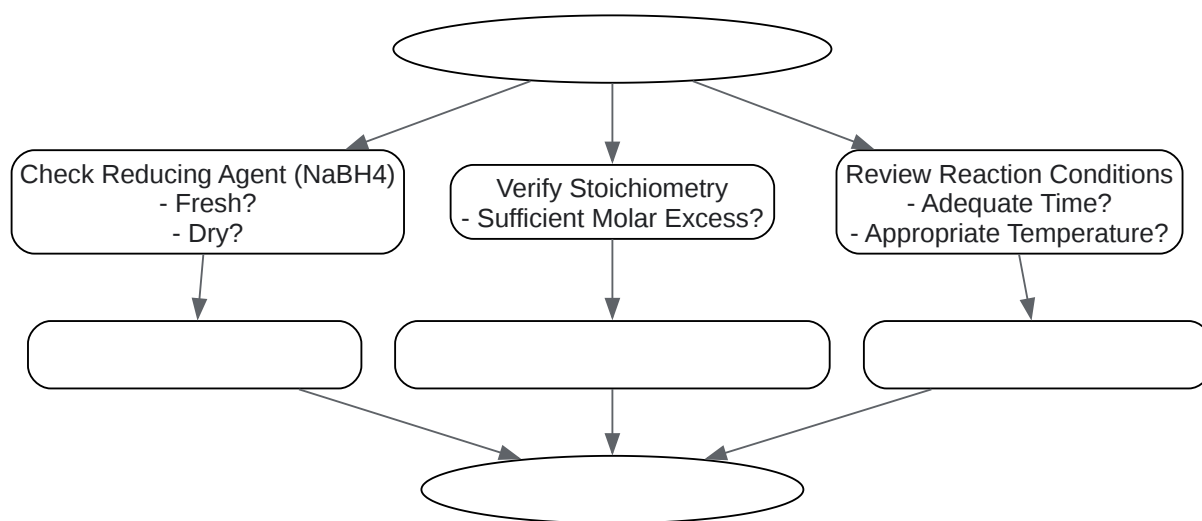 Check Reducing Agent (NaBH4)
- Fresh?
- Dry?
Verify Stoichiometry
- Sufficient Molar Excess?
Review Reaction Conditions
- Adequate Time?
- Appropriate Temperature?